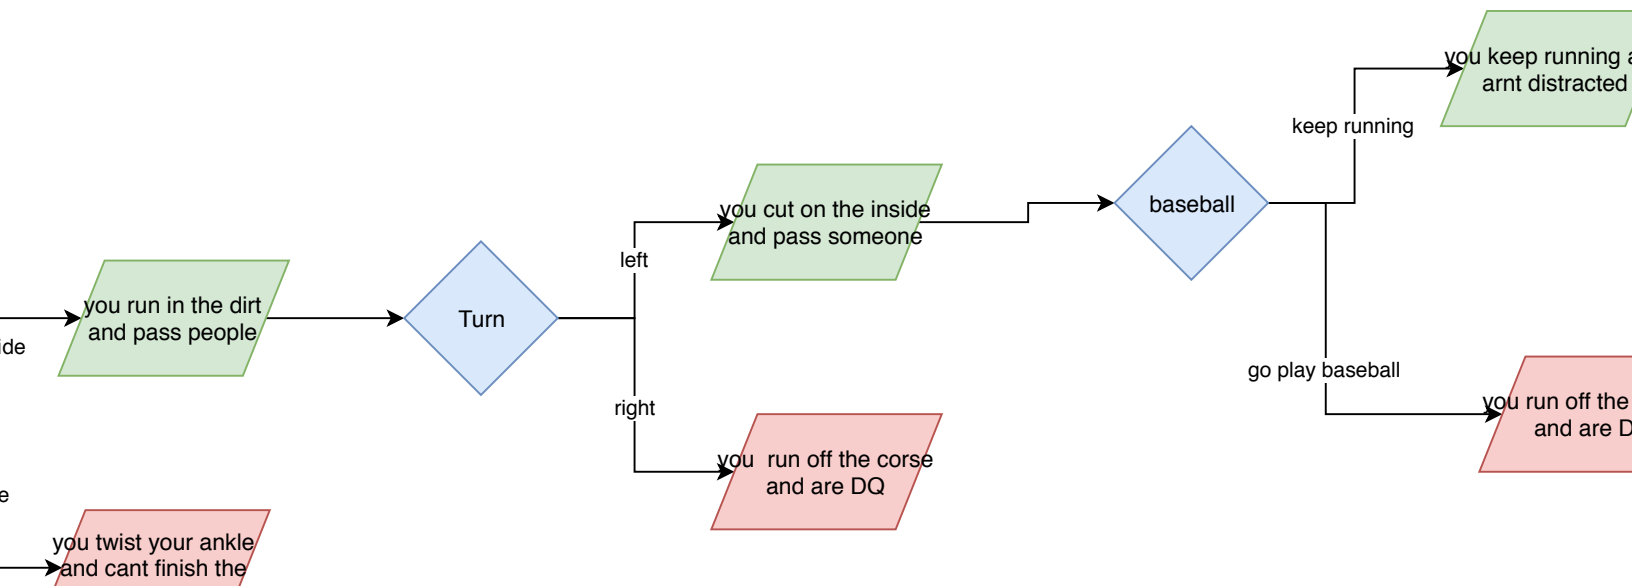 you keep running
arnt distracted
keep running
baseball
you cut on the inside
and pass someone
left
you run in the dirt
and pass people
Turn
go play baseball
right
you run off the
and are
you  run off the corse
and are DQ
you twist your ankle
and cant finish the